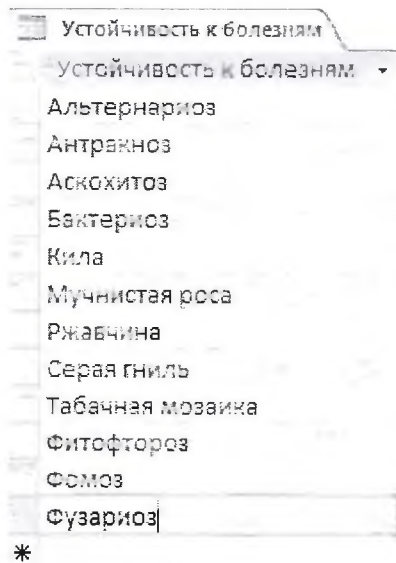 Устойчивость к болезням
Устойчивость к болезням
Альтернариоз
Антракноз
Аскохитоз
Бактериоз
Кила
Мучнистая роса
Ржавчина
Серая гниль
Табачная мозаика
Фитофтороз
Фомоз
Фузариоз